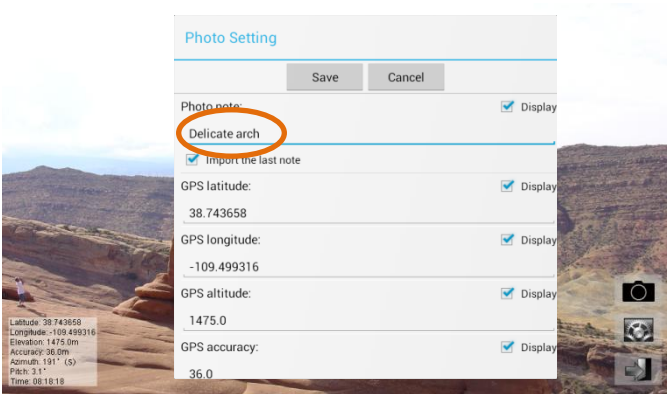 Photo Setting
Save Cancel
Photo note: Display
Delicate arch
Import the last note
GPS latitude: Display
38.743658
GPS longitude: Display
-109.499316
GPS altitude: Display
1475.0
GPS accuracy: Display
36.0
Latitude: 38.743658
Longitude: -109.499316
Elevation: 1475.0m
Accuracy: 36.0m
Azimuth: 191° (S)
Pitch: 3.1°
Time: 08:18:18